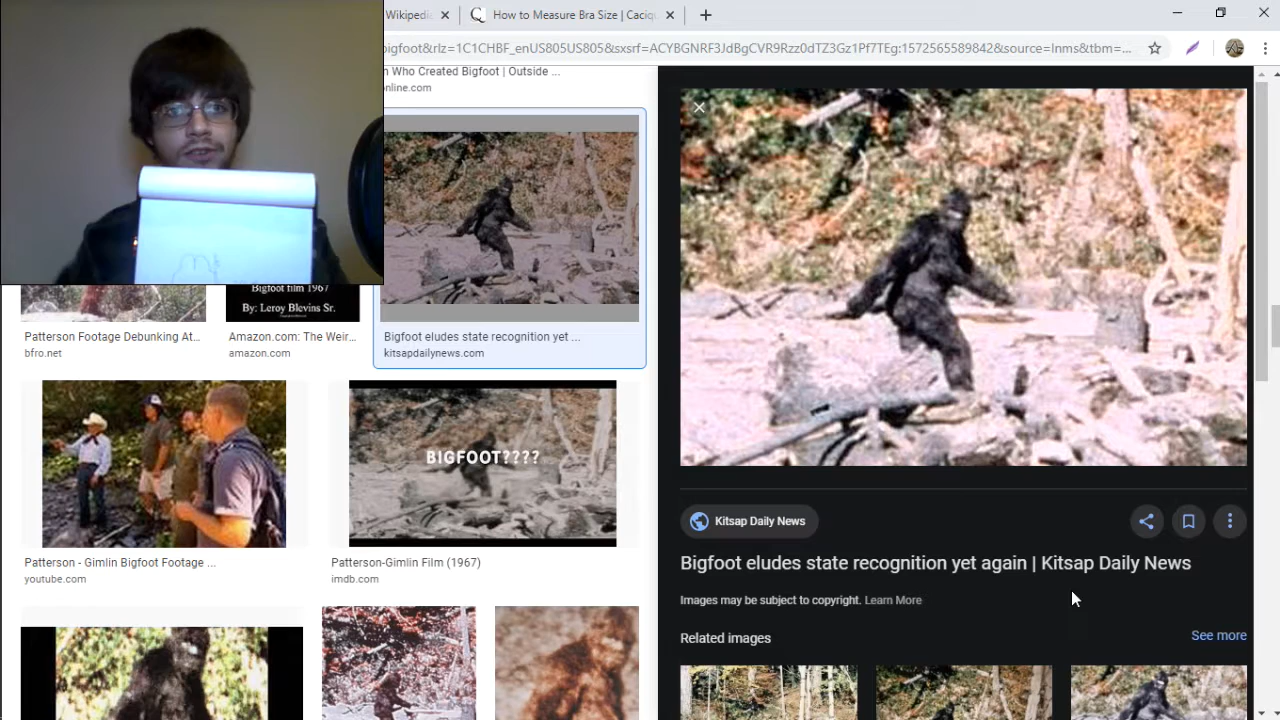 Wikipedi
How to Measure Bra Size | Caciqu
bigfoot&rlz=1C1CHBF_enUS805US805&sxsrf=ACYBGNRF3JdBgCVR9Rzz0dTZ3Gz1Pf7TEg:1572565589842&source=lnms&tbm=...
n Who Created Bigfoot | Outside ...
online.com
Bigfoot film 1967
By: Leroy Blevins Sr.
Patterson Footage Debunking At...
bfro.net
Amazon.com: The Weir...
amazon.com
Bigfoot eludes state recognition yet ...
kitsapdailynews.com
BIGFOOT????
Patterson - Gimlin Bigfoot Footage ...
youtube.com
Patterson-Gimlin Film (1967)
imdb.com
Kitsap Daily News
Bigfoot eludes state recognition yet again | Kitsap Daily News
Images may be subject to copyright. Learn More
Related images
See more